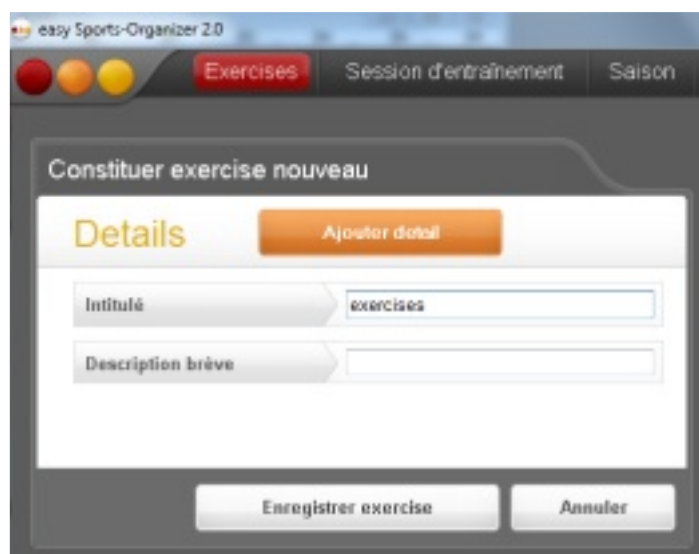 easy Sports-Organizer 2.0
Exercises Session d'entraînement Saison
Constituer exercise nouveau
Details Ajouter detail
Intitulé exercises
Description brève
Enregistrer exercise Annuler